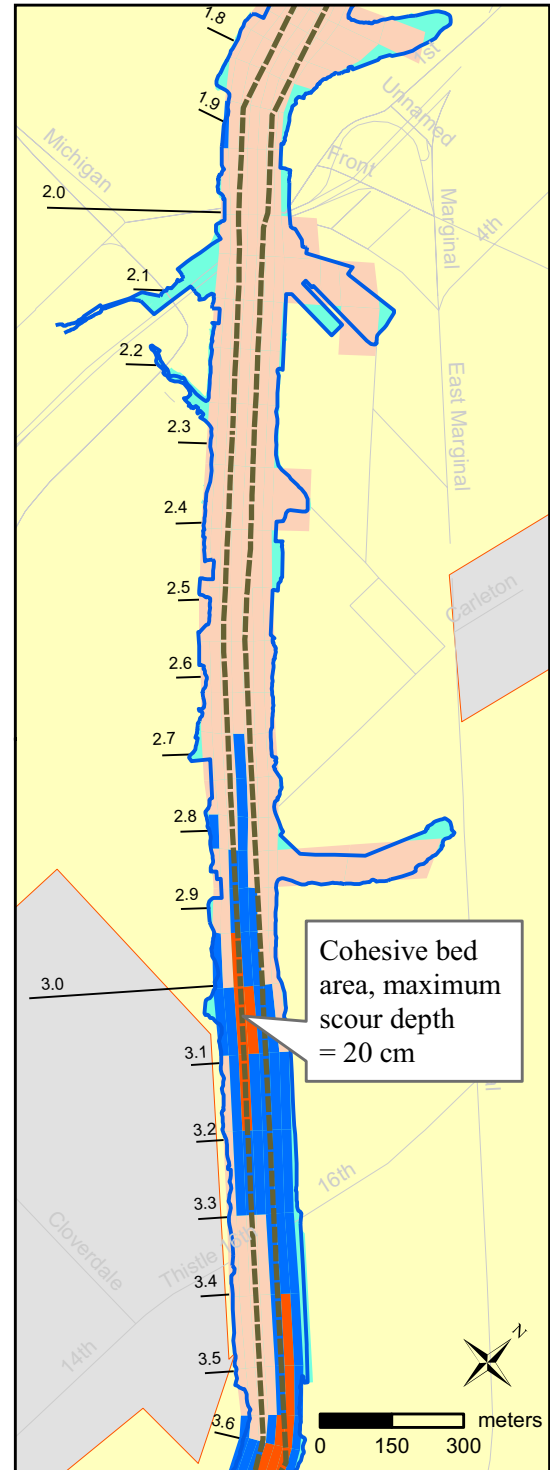 1.8
1.9
1st
Unnamed
Front
Michigan
Marginal
4th
2.0
2.1
2.2
East Marginal
2.3
2.4
2.5
Carleton
2.6
2.7
2.8
2.9
3.0
Cohesive bed
area, maximum
scour depth
= 20 cm
3.1
3.2
16th
3.3
Cloverdale
Thistle 16th
3.4
14th
3.5
N
3.6
meters
0 150 300